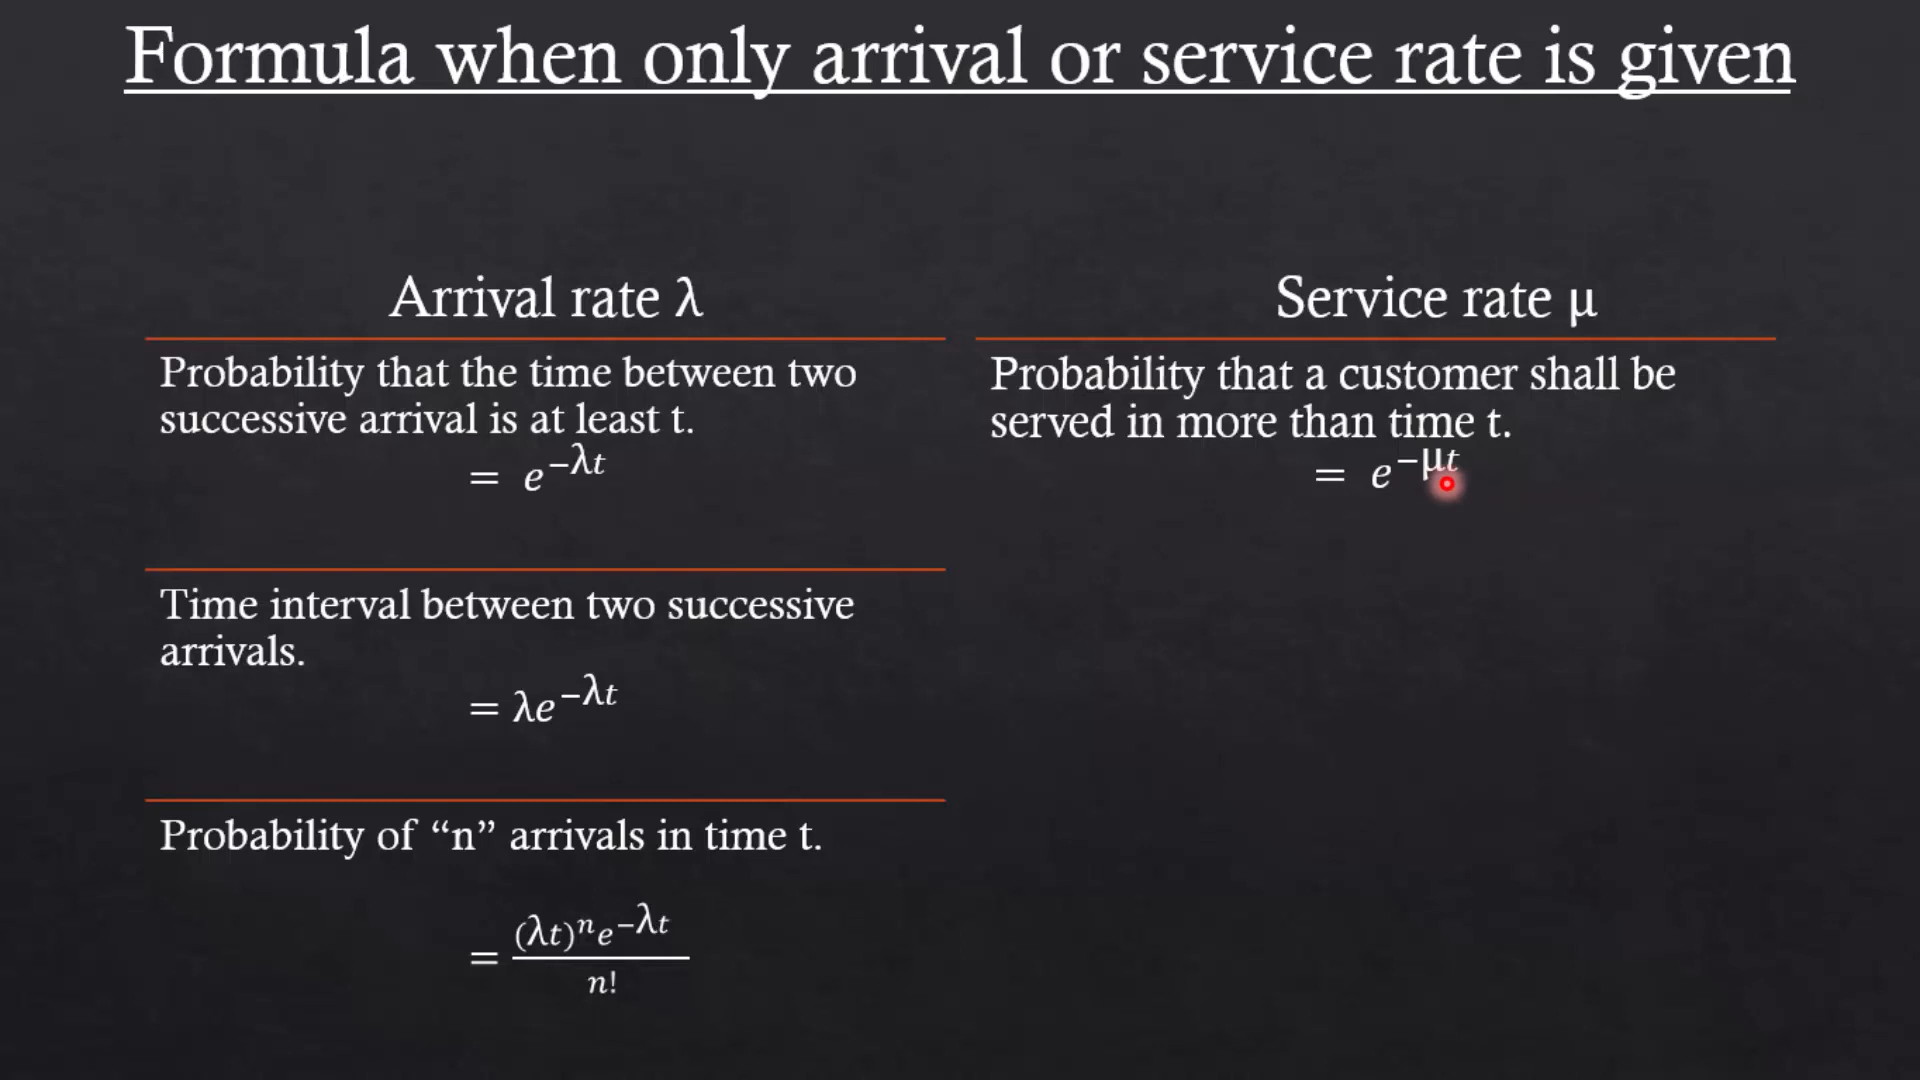 Formula when only arrival or service rate is given
Arrival rate λ
Probability that the time between two
successive arrival is at least t.
= e^{−λt}
Time interval between two successive
arrivals.
= λe^{−λt}
Probability of “n” arrivals in time t.
= \frac{(λt)^n e^{−λt}}{n!}
Service rate µ
Probability that a customer shall be
served in more than time t.
= e^{−µt}